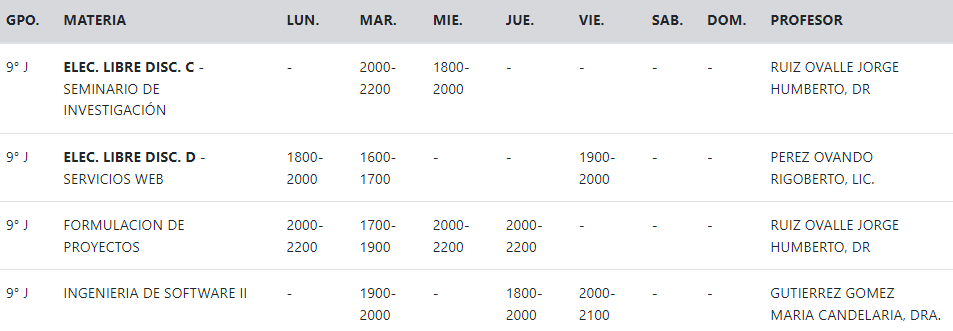 GPO. MATERIA LUN. MAR. MIE. JUE. VIE. SAB. DOM. PROFESOR
9° J ELEC. LIBRE DISC. C - - 2000- 1800- - - - - RUIZ OVALLE JORGE
SEMINARIO DE 2200 2000 HUMBERTO, DR
INVESTIGACIÓN
9° J ELEC. LIBRE DISC. D - 1800- 1600- - - 1900- - - PEREZ OVANDO
SERVICIOS WEB 2000 1700 2000 RIGOBERTO, LIC.
9° J FORMULACION DE 2000- 1700- 2000- 2000- - - - RUIZ OVALLE JORGE
PROYECTOS 2200 1900 2200 2200 HUMBERTO, DR
9° J INGENIERIA DE SOFTWARE II - 1900- - 1800- 2000- - - GUTIERREZ GOMEZ
2000 2000 2100 MARIA CANDELARIA, DRA.